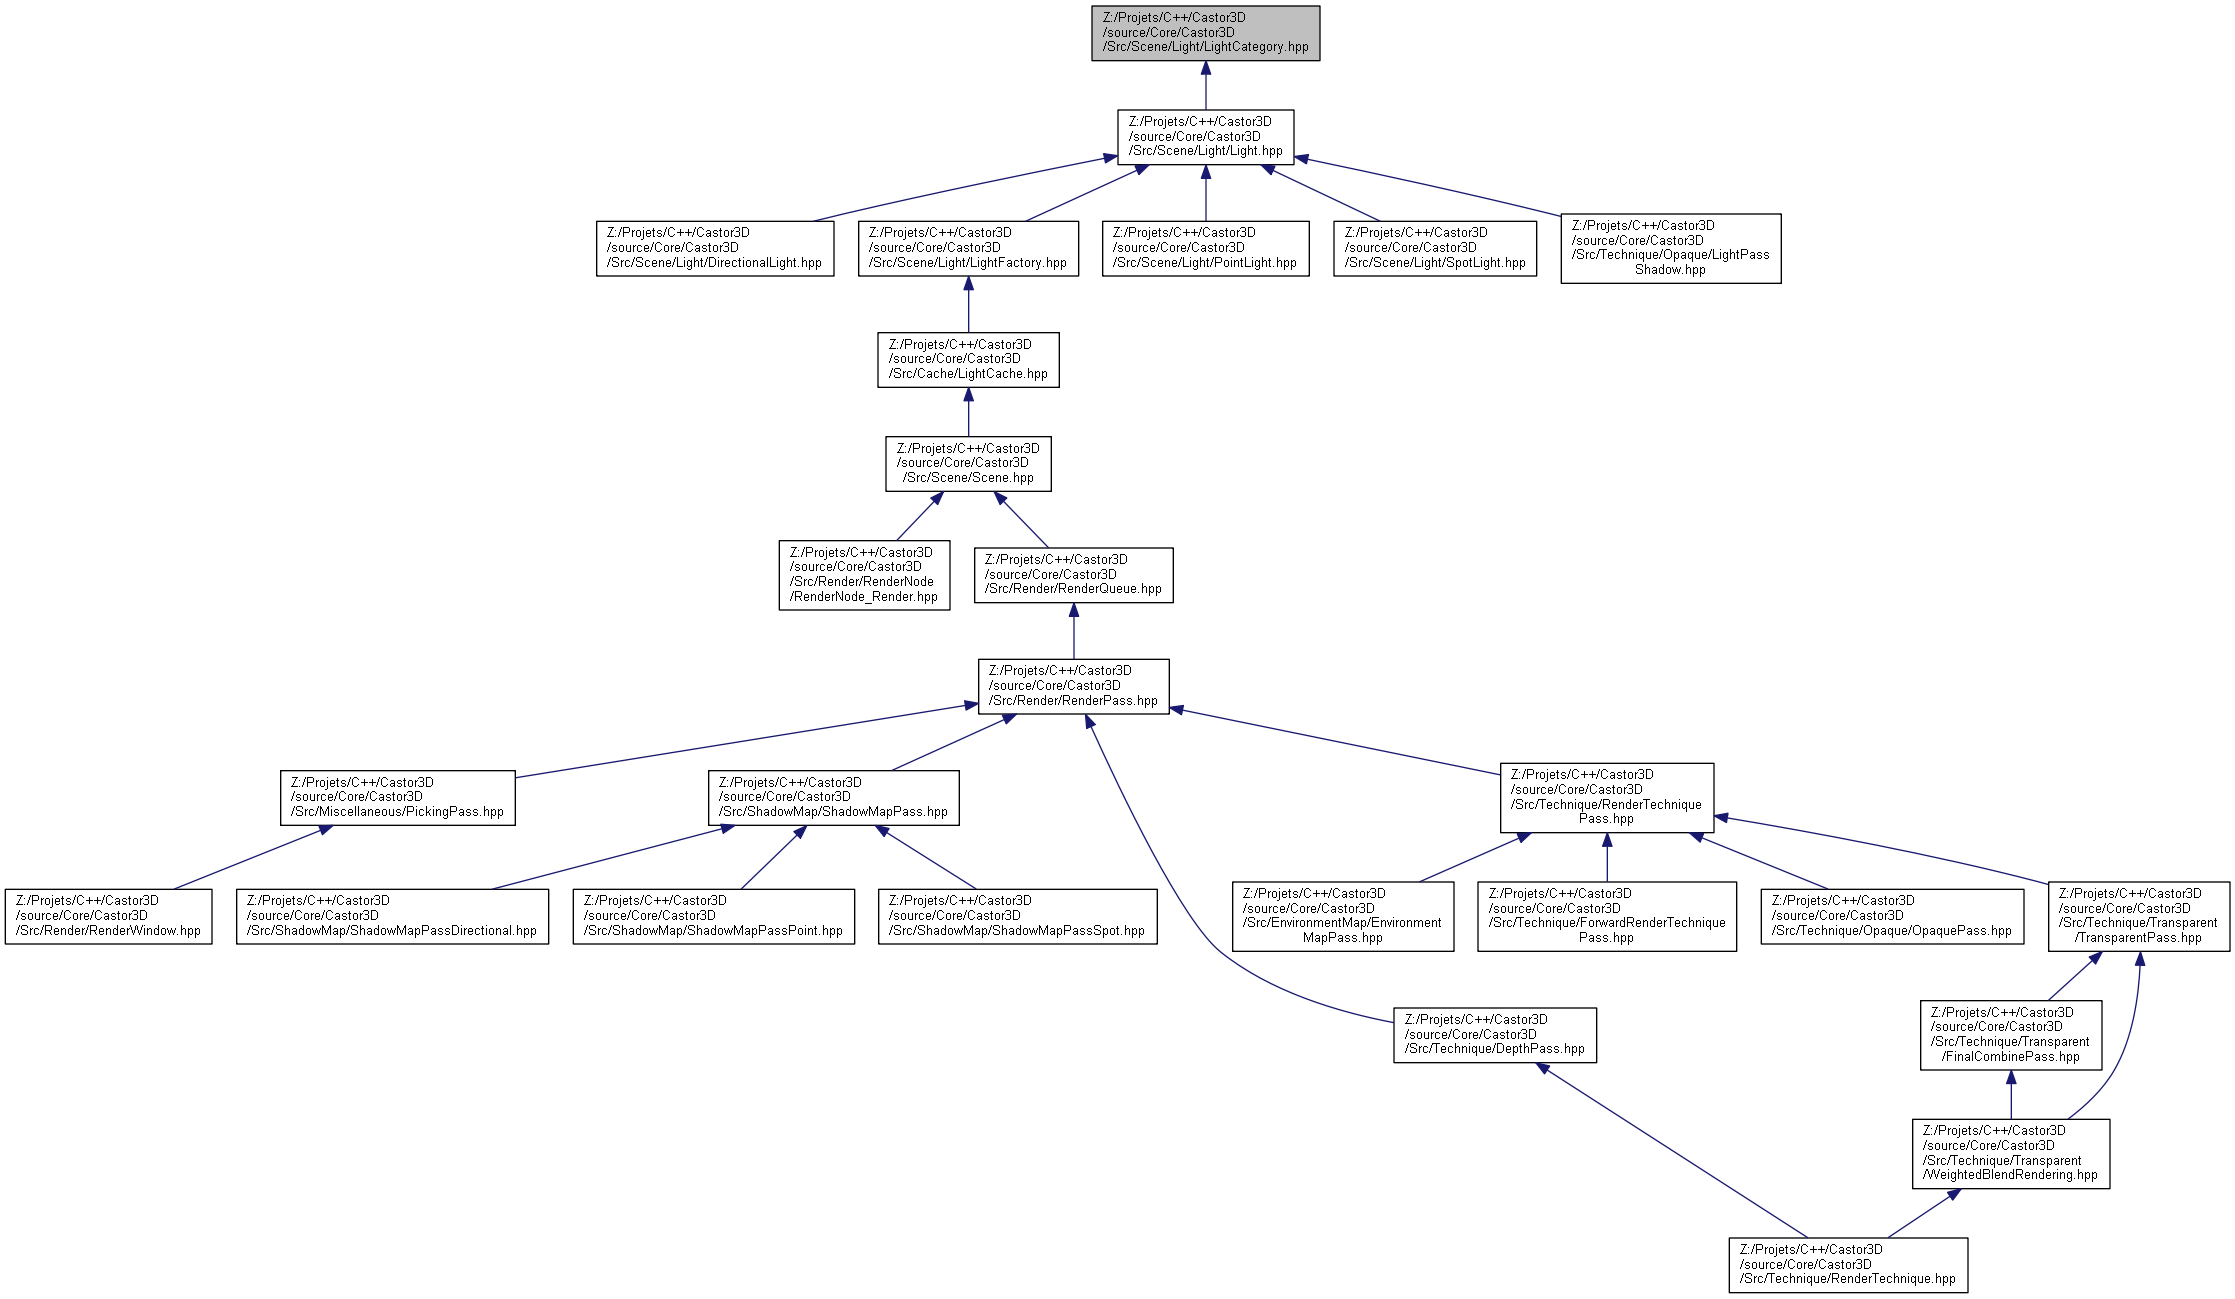 Z:/Projets/C++/Castor3D
/source/Core/Castor3D
/Src/Scene/Light/LightCategory.hpp
Z:/Projets/C++/Castor3D
/source/Core/Castor3D
/Src/Scene/Light/Light.hpp
Z:/Projets/C++/Castor3D
/source/Core/Castor3D
/Src/Scene/Light/DirectionalLight.hpp
Z:/Projets/C++/Castor3D
/source/Core/Castor3D
/Src/Scene/Light/LightFactory.hpp
Z:/Projets/C++/Castor3D
/source/Core/Castor3D
/Src/Scene/Light/PointLight.hpp
Z:/Projets/C++/Castor3D
/source/Core/Castor3D
/Src/Scene/Light/SpotLight.hpp
Z:/Projets/C++/Castor3D
/source/Core/Castor3D
/Src/Technique/Opaque/LightPass
Shadow.hpp
Z:/Projets/C++/Castor3D
/source/Core/Castor3D
/Src/Cache/LightCache.hpp
Z:/Projets/C++/Castor3D
/source/Core/Castor3D
/Src/Scene/Scene.hpp
Z:/Projets/C++/Castor3D
/source/Core/Castor3D
/Src/Render/RenderNode
/RenderNode_Render.hpp
Z:/Projets/C++/Castor3D
/source/Core/Castor3D
/Src/Render/RenderQueue.hpp
Z:/Projets/C++/Castor3D
/source/Core/Castor3D
/Src/Render/RenderPass.hpp
Z:/Projets/C++/Castor3D
/source/Core/Castor3D
/Src/Miscellaneous/PickingPass.hpp
Z:/Projets/C++/Castor3D
/source/Core/Castor3D
/Src/ShadowMap/ShadowMapPass.hpp
Z:/Projets/C++/Castor3D
/source/Core/Castor3D
/Src/Technique/RenderTechnique
Pass.hpp
Z:/Projets/C++/Castor3D
/source/Core/Castor3D
/Src/Render/RenderWindow.hpp
Z:/Projets/C++/Castor3D
/source/Core/Castor3D
/Src/ShadowMap/ShadowMapPassDirectional.hpp
Z:/Projets/C++/Castor3D
/source/Core/Castor3D
/Src/ShadowMap/ShadowMapPassPoint.hpp
Z:/Projets/C++/Castor3D
/source/Core/Castor3D
/Src/ShadowMap/ShadowMapPassSpot.hpp
Z:/Projets/C++/Castor3D
/source/Core/Castor3D
/Src/EnvironmentMap/Environment
MapPass.hpp
Z:/Projets/C++/Castor3D
/source/Core/Castor3D
/Src/Technique/ForwardRenderTechnique
Pass.hpp
Z:/Projets/C++/Castor3D
/source/Core/Castor3D
/Src/Technique/Opaque/OpaquePass.hpp
Z:/Projets/C++/Castor3D
/source/Core/Castor3D
/Src/Technique/Transparent
/TransparentPass.hpp
Z:/Projets/C++/Castor3D
/source/Core/Castor3D
/Src/Technique/DepthPass.hpp
Z:/Projets/C++/Castor3D
/source/Core/Castor3D
/Src/Technique/Transparent
/FinalCombinePass.hpp
Z:/Projets/C++/Castor3D
/source/Core/Castor3D
/Src/Technique/Transparent
/WeightedBlendRendering.hpp
Z:/Projets/C++/Castor3D
/source/Core/Castor3D
/Src/Technique/RenderTechnique.hpp